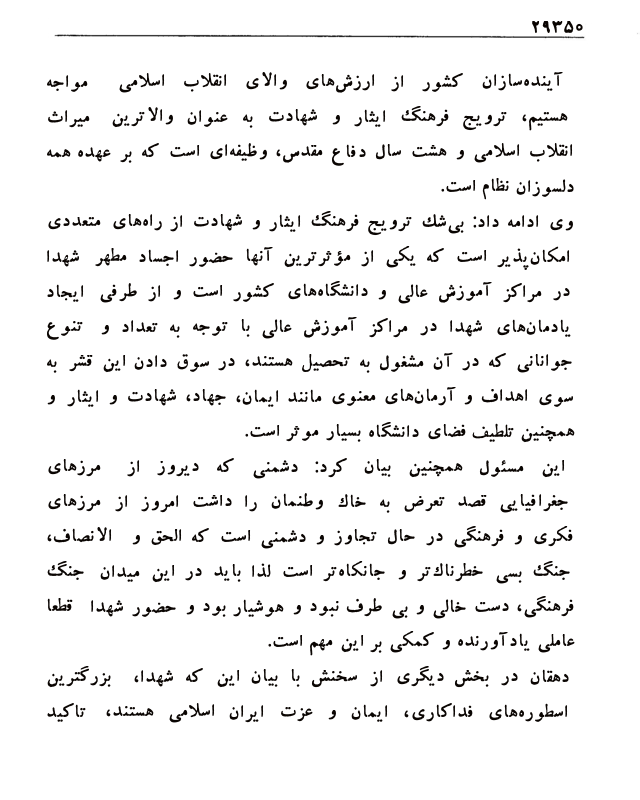 ۲۹۳۵۰
آینده‌سازان کشور از ارزش‌های والای انقلاب اسلامی مواجه
هستیم، ترویج فرهنگ ایثار و شهادت به عنوان والاترین میراث
انقلاب اسلامی و هشت سال دفاع مقدس، وظیفه‌ای است که بر عهده همه
دلسوزان نظام است.
وی ادامه داد: بی‌شك ترویج فرهنگ ایثار و شهادت از راه‌های متعددی
امکان‌پذیر است که یکی از مؤثرترین آنها حضور اجساد مطهر شهدا
در مراکز آموزش عالی و دانشگاه‌های کشور است و از طرفی ایجاد
یادمان‌های شهدا در مراکز آموزش عالی با توجه به تعداد و تنوع
جوانانی که در آن مشغول به تحصیل هستند، در سوق دادن این قشر به
سوی اهداف و آرمان‌های معنوی مانند ایمان، جهاد، شهادت و ایثار و
همچنین تلطیف فضای دانشگاه بسیار موثر است.
این مسئول همچنین بیان کرد: دشمنی که دیروز از مرزهای
جغرافیایی قصد تعرض به خاك وطنمان را داشت امروز از مرزهای
فکری و فرهنگی در حال تجاوز و دشمنی است که الحق و الانصاف،
جنگ بسی خطرناك‌تر و جانکاه‌تر است لذا باید در این میدان جنگ
فرهنگی، دست خالی و بی طرف نبود و هوشیار بود و حضور شهدا قطعا
عاملی یادآورنده و کمکی بر این مهم است.
دهقان در بخش دیگری از سخنش با بیان این که شهدا، بزرگترین
اسطوره‌های فداکاری، ایمان و عزت ایران اسلامی هستند، تاکید